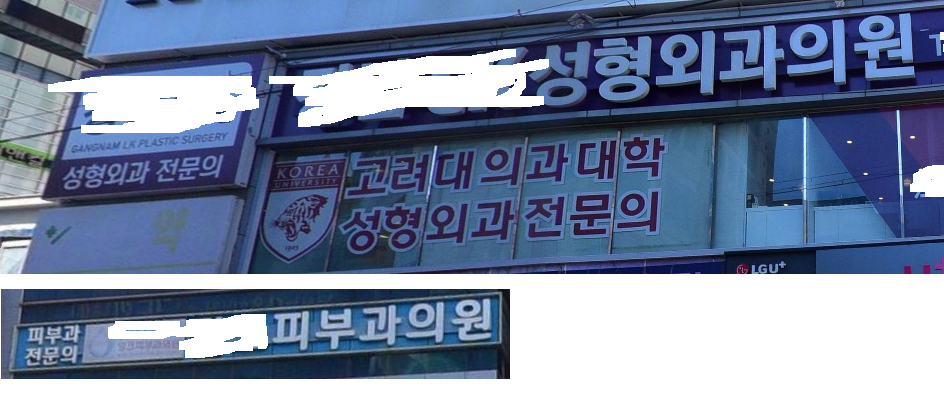 성형외과의원
GANGNAM LK PLASTIC SURGERY
성형외과 전문의
KOREA
UNIVERSITY
1905
고려대의과대학
성형외과전문의
약
LG U+
피부과
전문의
피부과의원